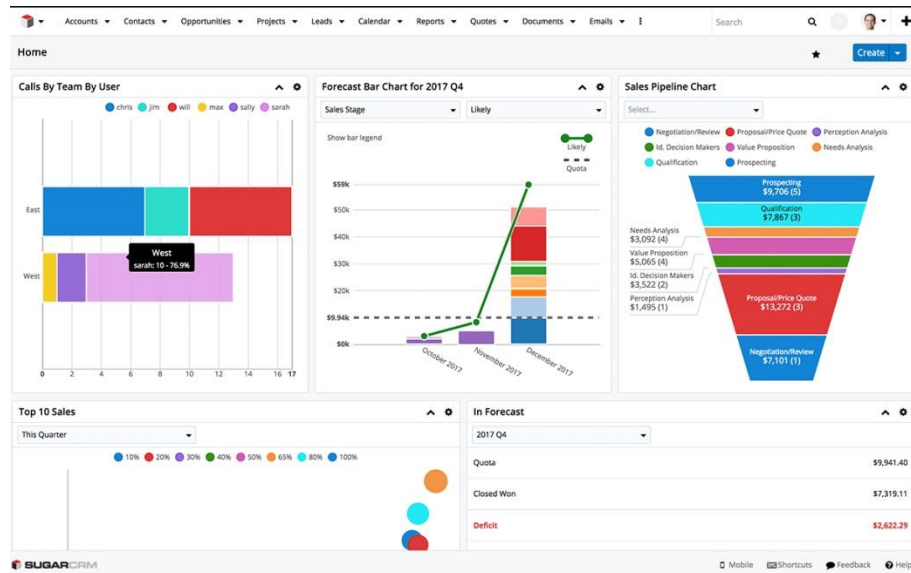 Accounts Contacts Opportunities Projects Leads Calendar Reports Quotes Documents Emails Search
Home Create
Calls By Team By User
chris jim will max sally sarah
East
West
West
sarah: 10 - 76.9%
0 2 4 6 8 10 12 14 16 17
Forecast Bar Chart for 2017 Q4
Sales Stage Likely
Show bar legend
Likely
Quota
$59k
$50k
$40k
$30k
$20k
$9.94k
$0k
October 2017 November 2017 December 2017
Sales Pipeline Chart
Select...
Negotiation/Review Proposal/Price Quote Perception Analysis
Id. Decision Makers Value Proposition Needs Analysis
Qualification Prospecting
Prospecting
$9,706 (5)
Qualification
$7,867 (3)
Needs Analysis
$3,092 (4)
Value Proposition
$5,065 (4)
Id. Decision Makers
$3,522 (2)
Perception Analysis
$1,495 (1)
Proposal/Price Quote
$13,272 (3)
Negotiation/Review
$7,101 (1)
Top 10 Sales
This Quarter
10% 20% 30% 40% 50% 65% 80% 100%
In Forecast
2017 Q4
Quota $9,941.40
Closed Won $7,319.11
Deficit $2,622.29
SUGARCRM Mobile Shortcuts Feedback Help